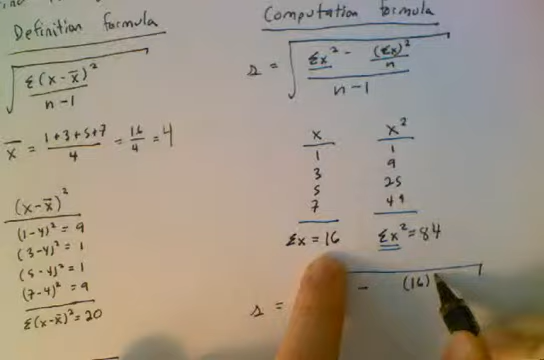 Definition formula
√(Σ(x-x̄)² / n-1)
x̄ = (1+3+5+7)/4 = 16/4 = 4
(x-x̄)²
(1-4)² = 9
(3-4)² = 1
(5-4)² = 1
(7-4)² = 9
Σ(x-x̄)² = 20
Computation formula
s = √((Σx² - (Σx)²/n) / n-1)
x x²
1 1
3 9
5 25
7 49
Σx = 16 Σx² = 84
s = √ - (16)